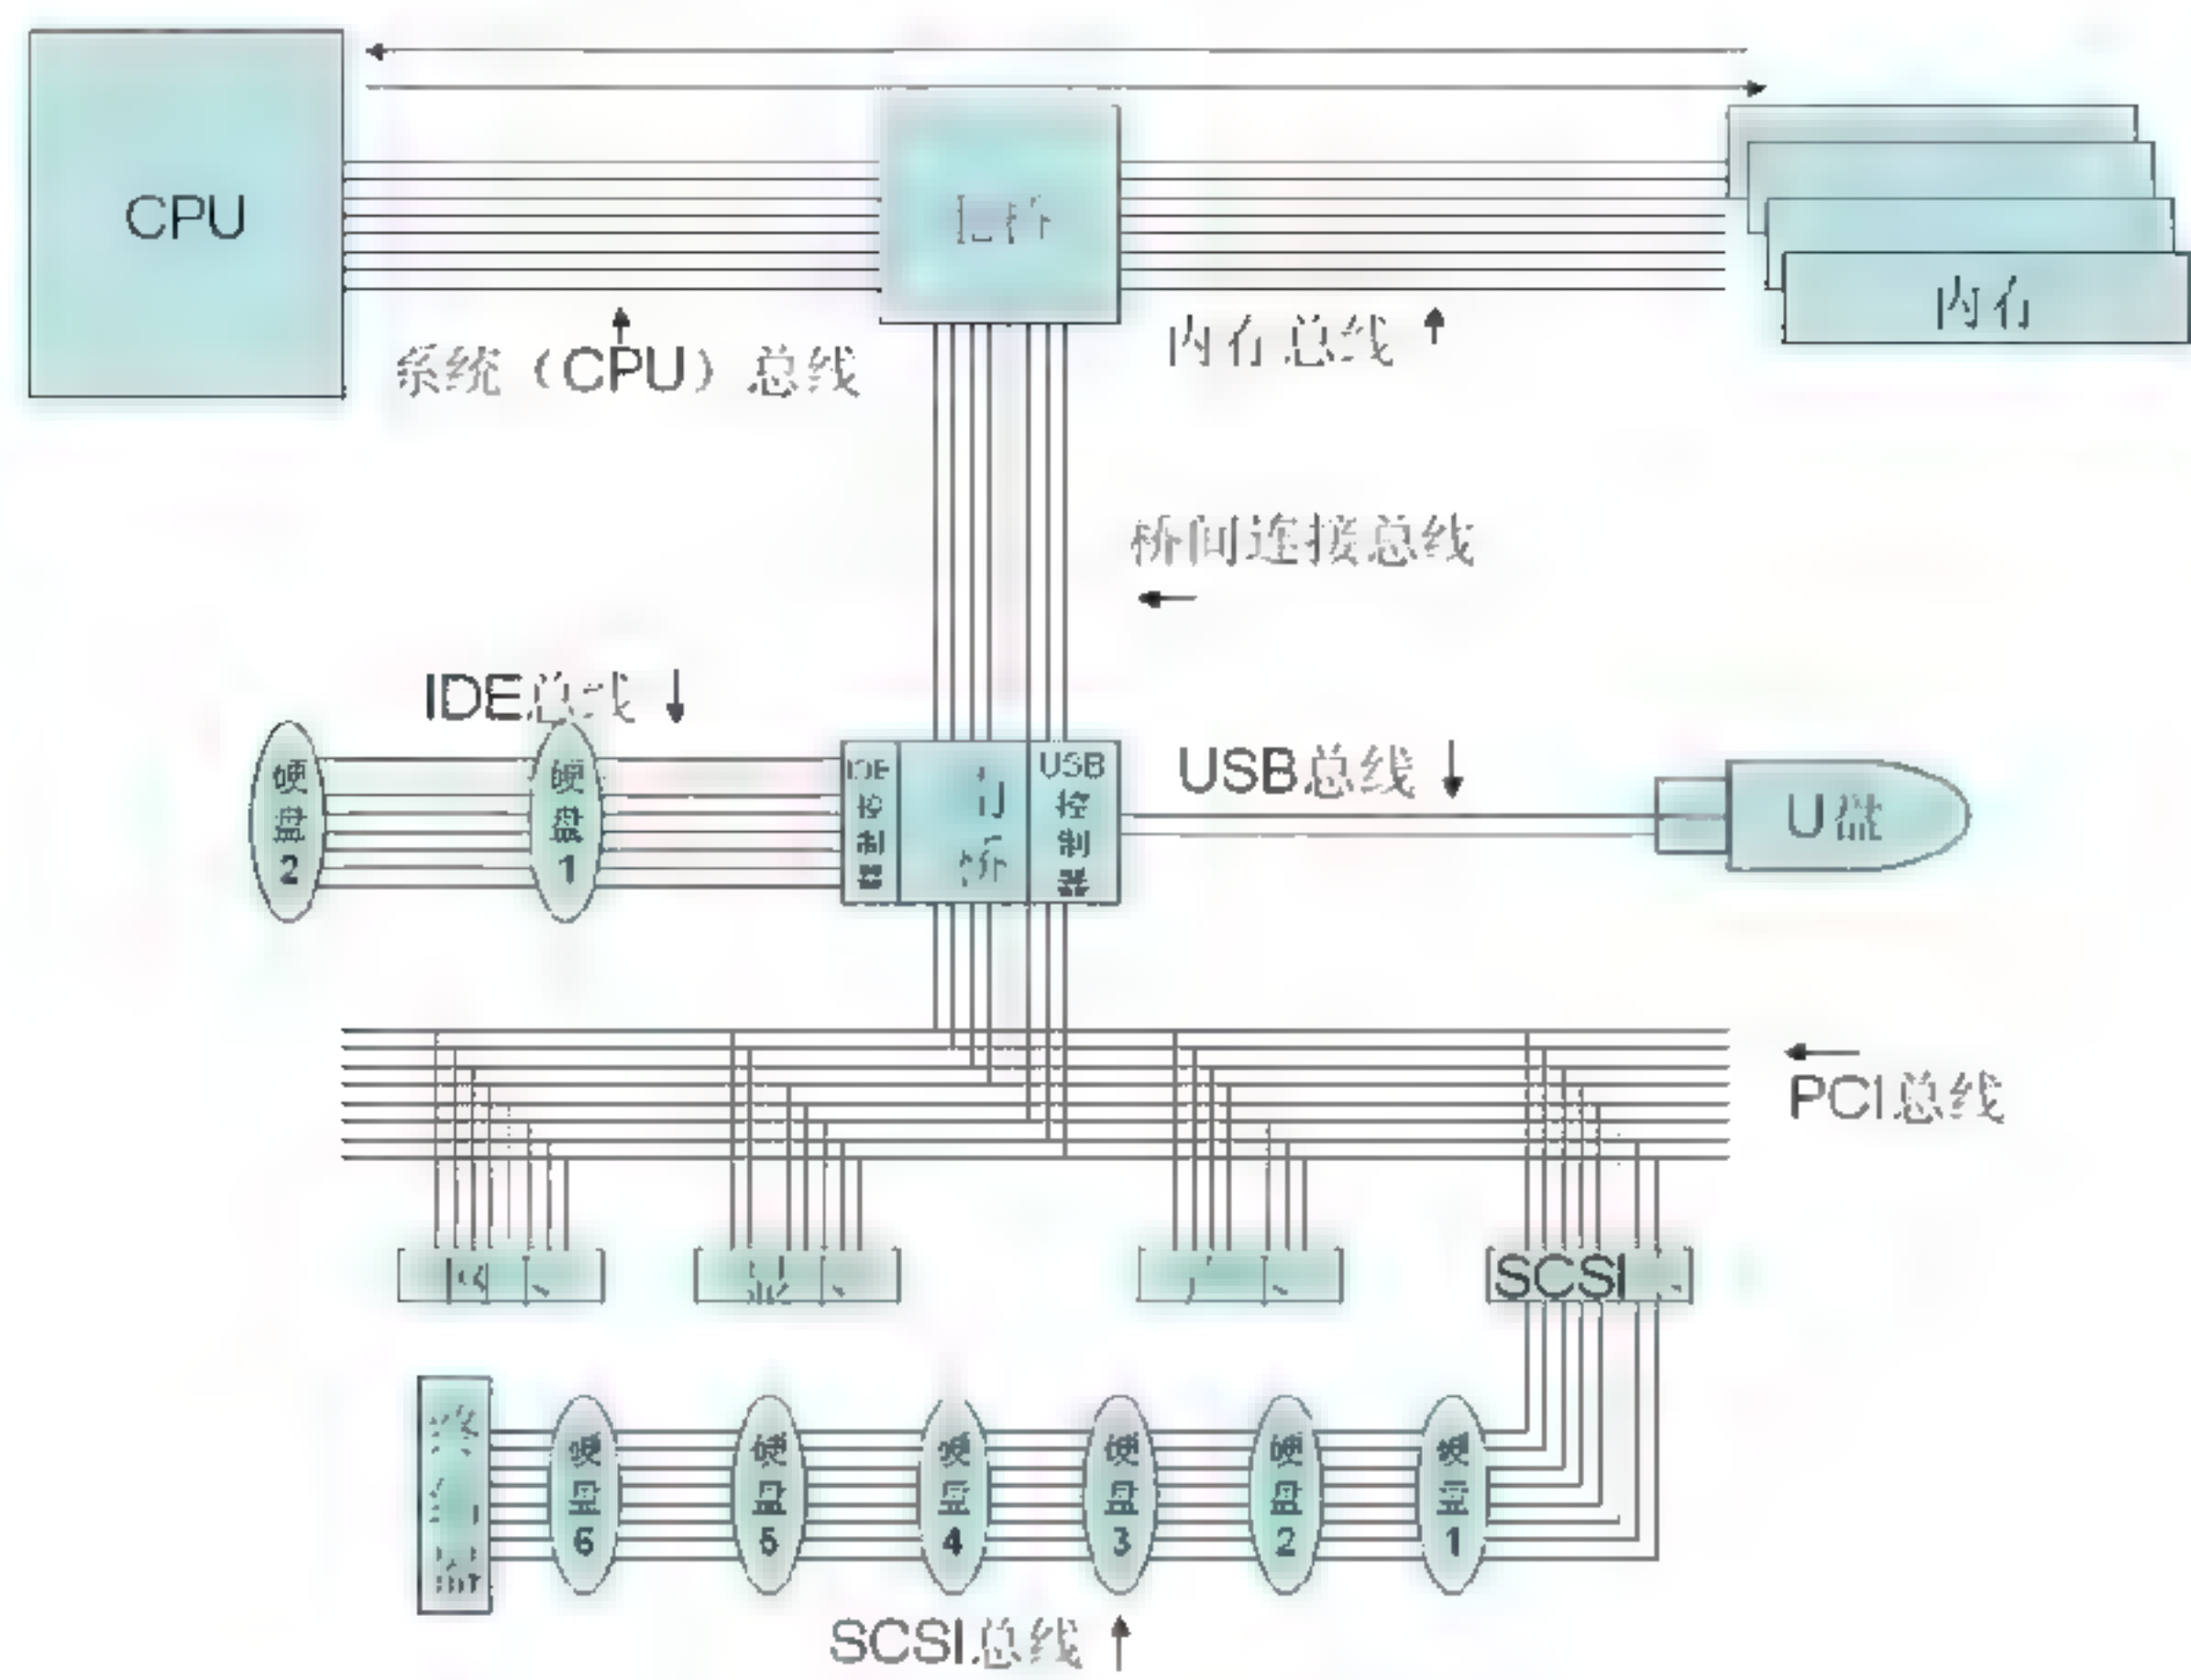 CPU
内存
系统（CPU）总线
内存总线
桥间连接总线
IDE总线
硬盘2
硬盘1
IDE控制器
南桥
USB控制器
USB总线
U盘
PCI总线
SCSI
硬盘6
硬盘5
硬盘4
硬盘3
硬盘2
硬盘1
SCSI总线